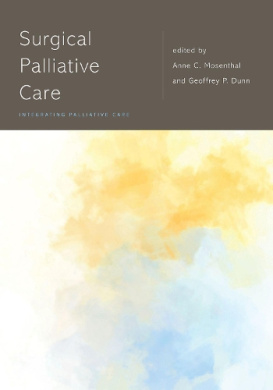 Surgical
Palliative
Care
INTEGRATING PALLIATIVE CARE
edited by
Anne C. Mosenthal
and Geoffrey P. Dunn